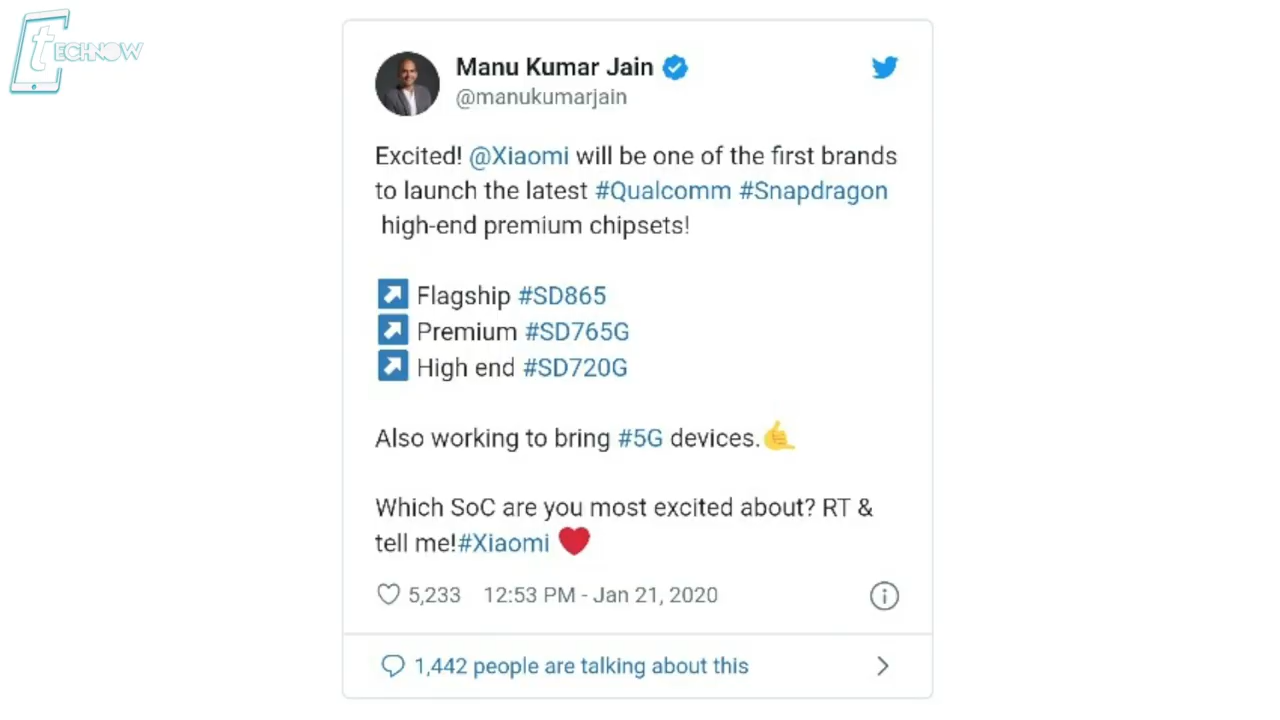 tECHNOW
Manu Kumar Jain
@manukumarjain
Excited! @Xiaomi will be one of the first brands
to launch the latest #Qualcomm #Snapdragon
high-end premium chipsets!
↗ Flagship #SD865
↗ Premium #SD765G
↗ High end #SD720G
Also working to bring #5G devices.🤙
Which SoC are you most excited about? RT &
tell me!#Xiaomi ❤
5,233 12:53 PM - Jan 21, 2020
1,442 people are talking about this